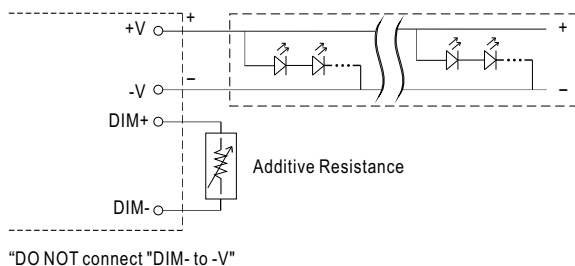 +V + +
-V − −
DIM+
Additive Resistance
DIM-
“DO NOT connect "DIM- to -V"